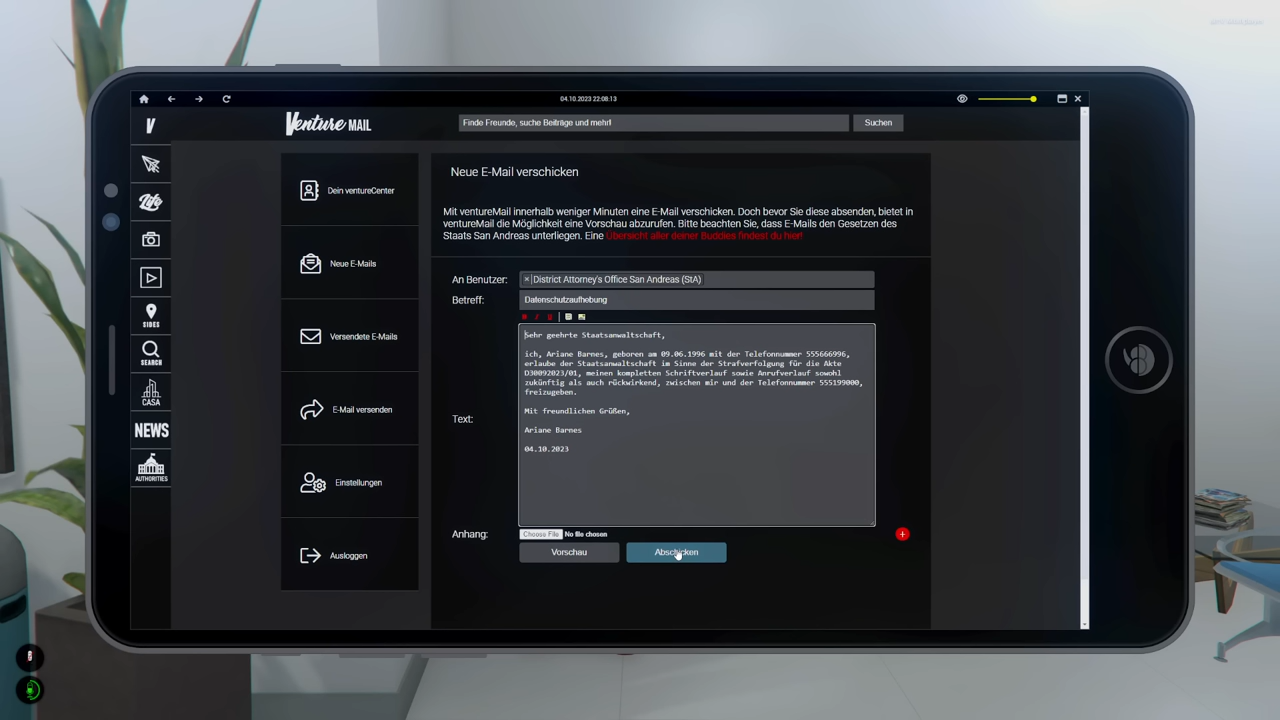 04.10.2023 22:08:13
V
Venture MAIL
Finde Freunde, suche Beiträge und mehr!
Suchen
Life
SIDES
SEARCH
CASA
NEWS
AUTHORITIES
Dein ventureCenter
Neue E-Mails
Versendete E-Mails
E-Mail versenden
Einstellungen
Ausloggen
Neue E-Mail verschicken
Mit ventureMail innerhalb weniger Minuten eine E-Mail verschicken. Doch bevor Sie diese absenden, bietet in
ventureMail die Möglichkeit eine Vorschau abzurufen. Bitte beachten Sie, dass E-Mails den Gesetzen des
Staats San Andreas unterliegen. Eine Übersicht aller deiner Buddies findest du hier!
An Benutzer: × District Attorney's Office San Andreas (StA)
Betreff: Datenschutzaufhebung
B I U
Text:
Sehr geehrte Staatsanwaltschaft,
ich, Ariane Barnes, geboren am 09.06.1996 mit der Telefonnummer 555666996,
erlaube der Staatsanwaltschaft im Sinne der Strafverfolgung für die Akte
D30092023/01, meinen kompletten Schriftverlauf sowie Anrufverlauf sowohl
zukünftig als auch rückwirkend, zwischen mir und der Telefonnummer 555199000,
freizugeben.
Mit freundlichen Grüßen,
Ariane Barnes
04.10.2023
Anhang: Choose File No file chosen
Vorschau
Abschicken